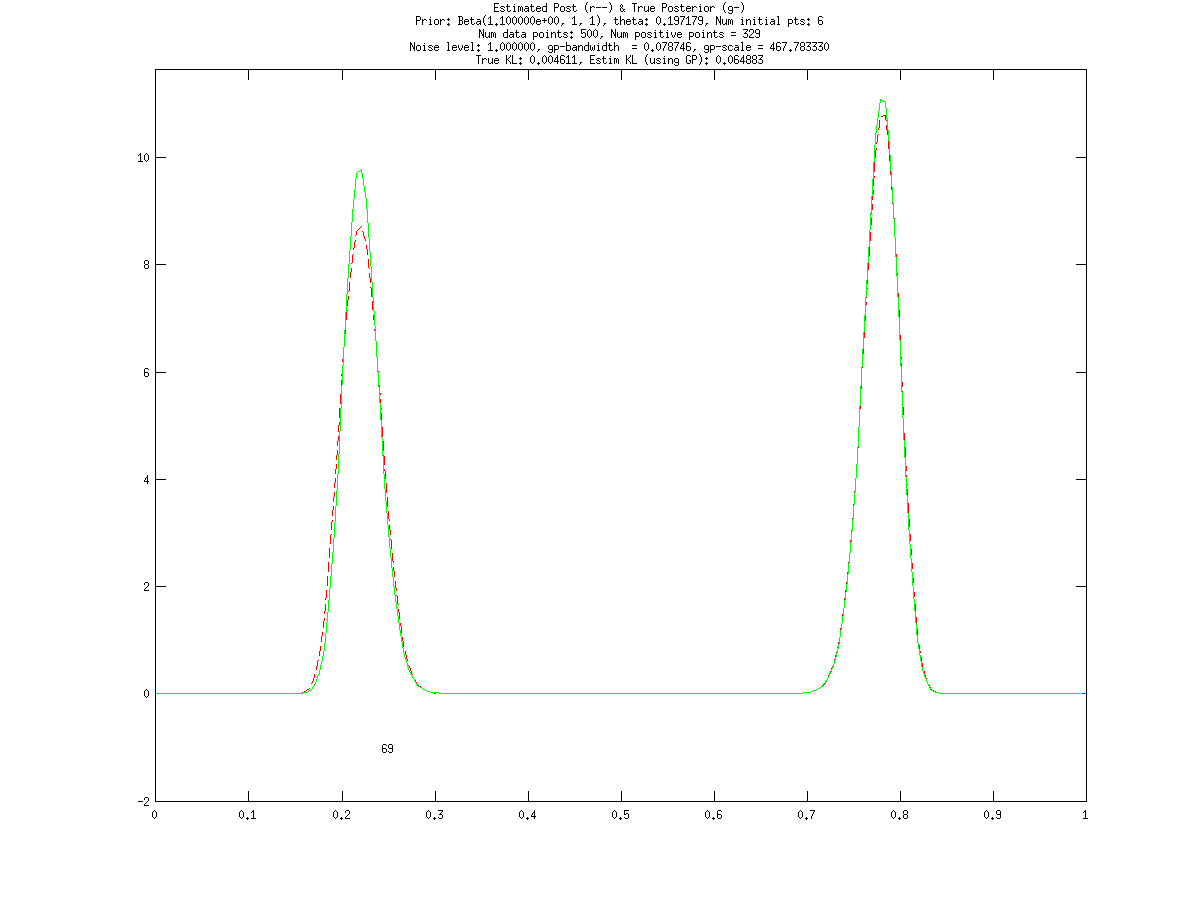 Estimated Post (r--) & True Posterior (g-)
Prior: Beta(1.100000e+00, 1, 1), theta: 0.197179, Num initial pts: 6
Num data points: 500, Num positive points = 329
Noise level: 1.000000, gp-bandwidth  = 0.078746, gp-scale = 467.783330
True KL: 0.004611, Estim KL (using GP): 0.064883
10
8
6
4
2
0
69
-2
0 0.1 0.2 0.3 0.4 0.5 0.6 0.7 0.8 0.9 1